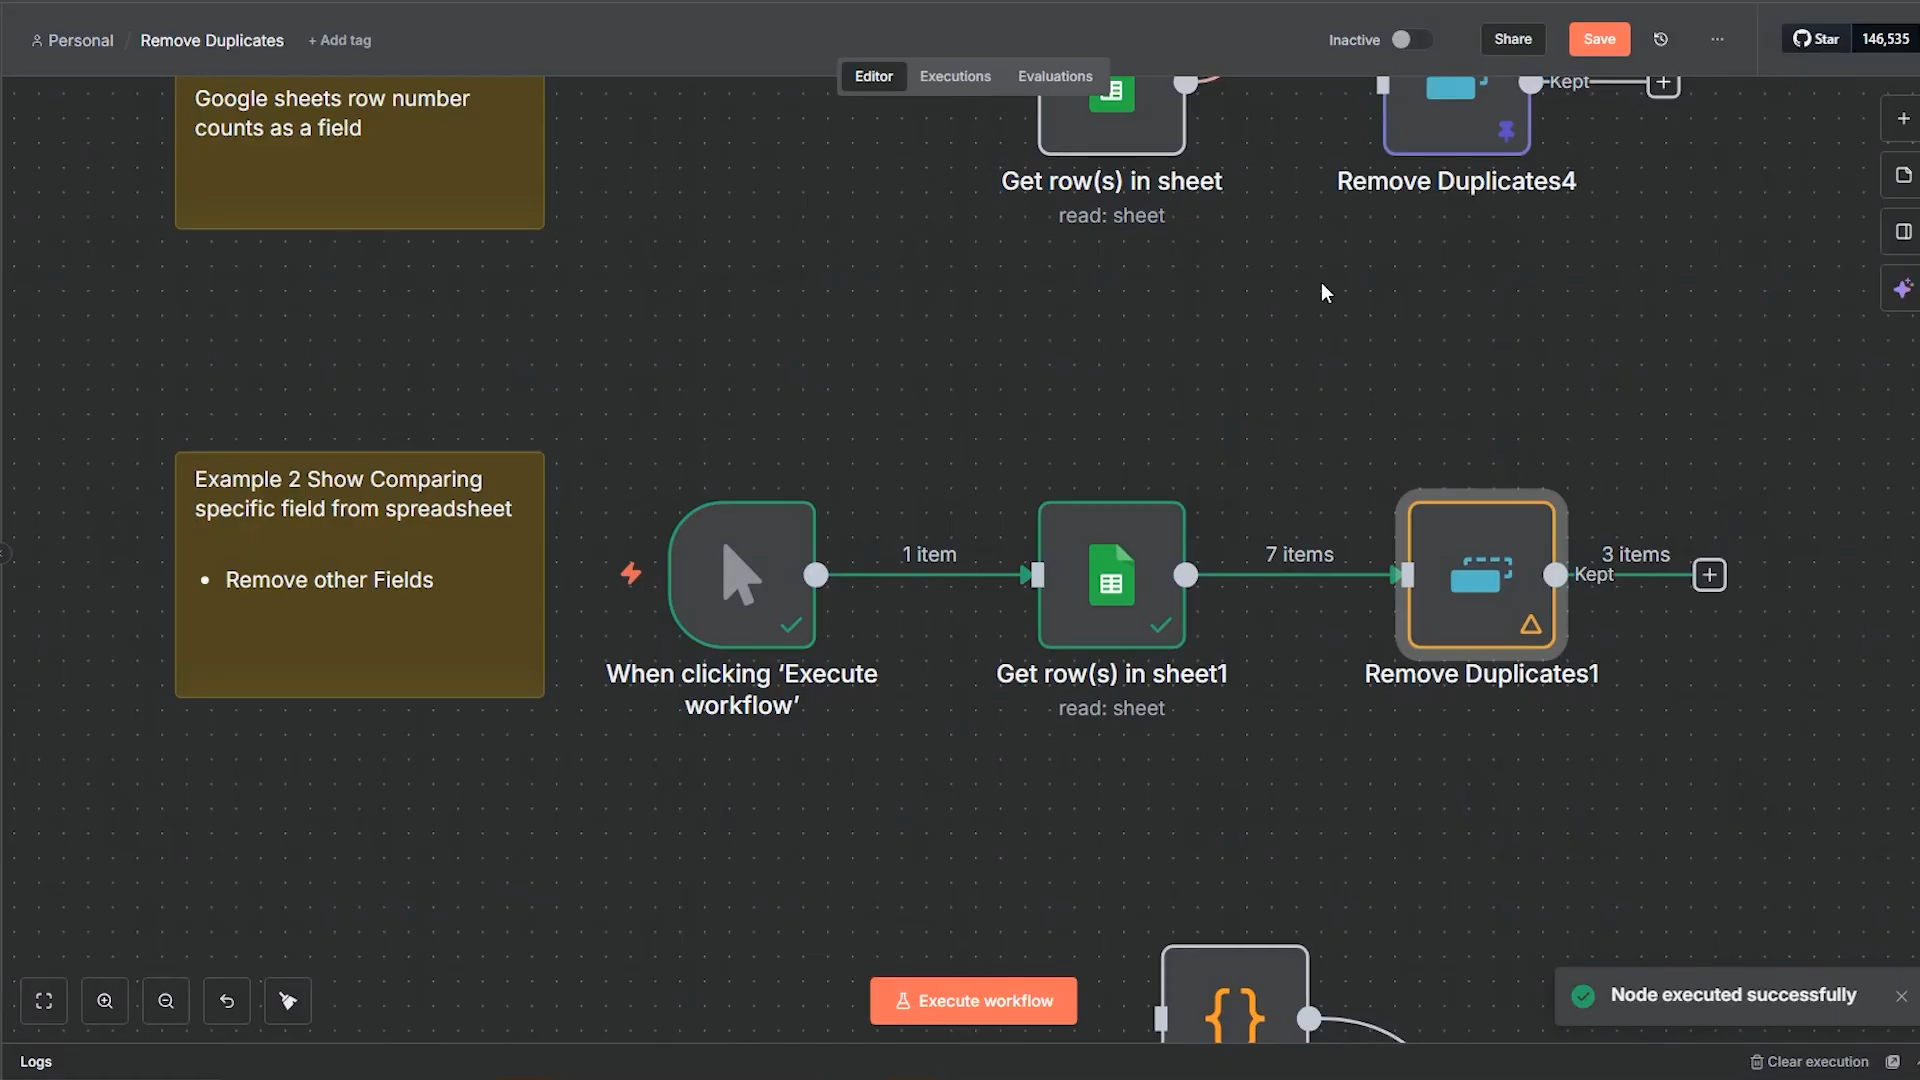 Personal / Remove Duplicates + Add tag
Inactive
Share
Save
Star 146,535
Editor Executions Evaluations
Google sheets row number
counts as a field
Kept
Get row(s) in sheet
read: sheet
Remove Duplicates4
Example 2 Show Comparing
specific field from spreadsheet
• Remove other Fields
1 item
7 items
3 items
Kept
When clicking ‘Execute
workflow’
Get row(s) in sheet1
read: sheet
Remove Duplicates1
{}
Execute workflow
Node executed successfully
Logs
Clear execution